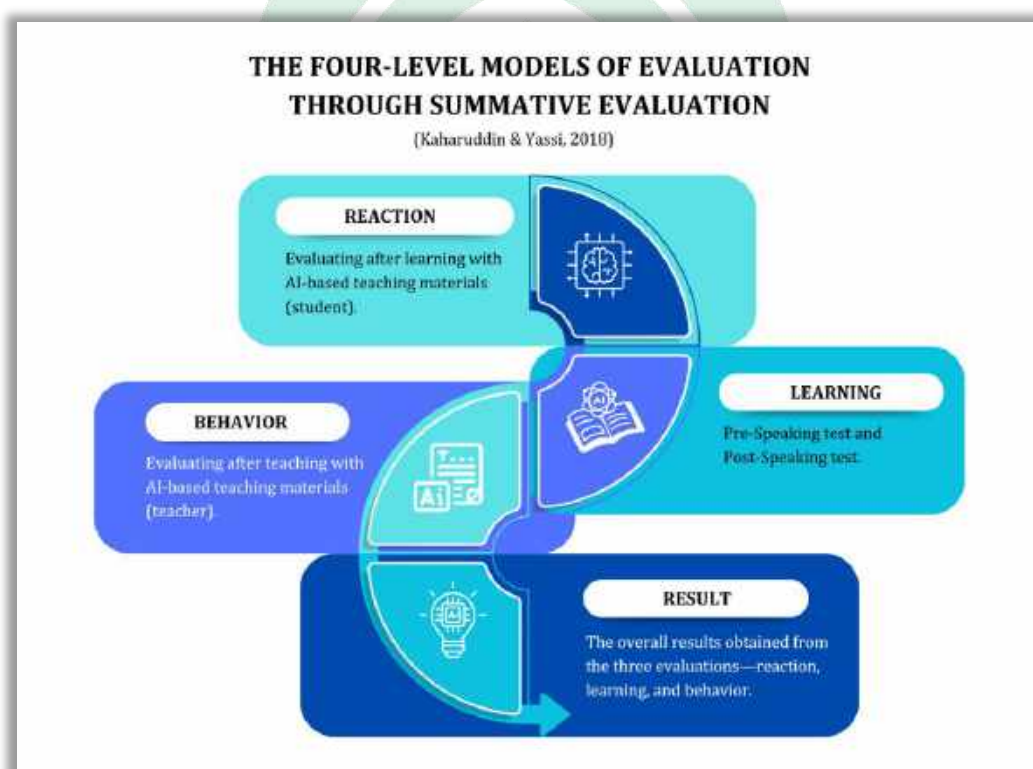 THE FOUR-LEVEL MODELS OF EVALUATION
THROUGH SUMMATIVE EVALUATION
(Kaharuddin & Yassi, 2018)
REACTION
Evaluating after learning with
AI-based teaching materials
(student).
LEARNING
Pre-Speaking test and
Post-Speaking test.
BEHAVIOR
Evaluating after teaching with
AI-based teaching materials
(teacher).
RESULT
The overall results obtained from
the three evaluations—reaction,
learning, and behavior.
AI
Ai